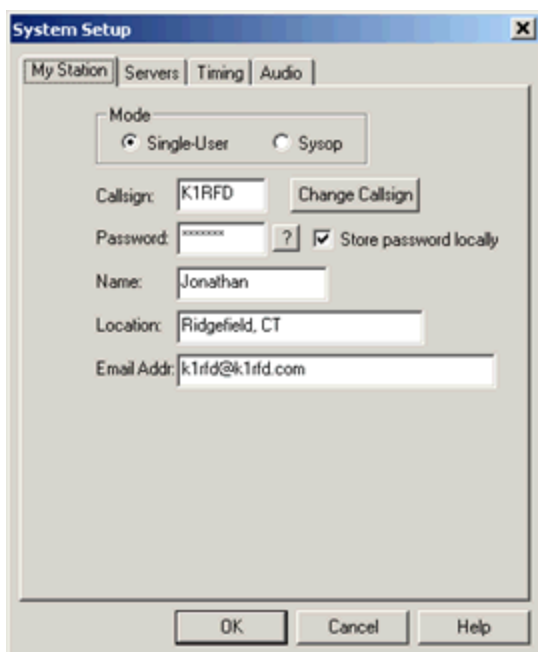 System Setup
My Station Servers Timing Audio
Mode
Single-User Sysop
Callsign: K1RFD Change Callsign
Password: ******* ? Store password locally
Name: Jonathan
Location: Ridgefield, CT
Email Addr: k1rfd@k1rfd.com
OK Cancel Help